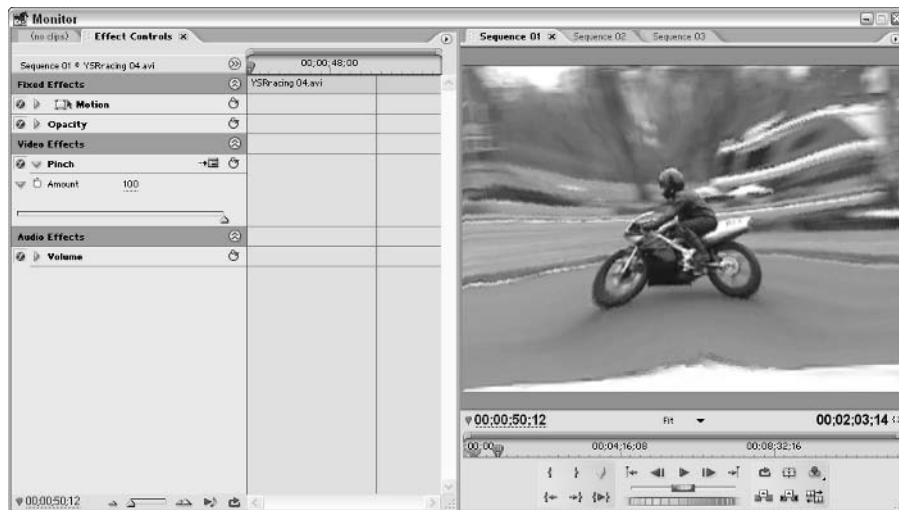 Monitor
(no clips) Effect Controls
Sequence 01 Sequence 02 Sequence 03
Sequence 01 * YSRracing 04.avi
00;00;48;00
Fixed Effects
YSRracing 04.avi
Motion
Opacity
Video Effects
Pinch
Amount 100
Audio Effects
Volume
00;00;50;12 Fit 00;02;03;14
00;00 00;04;16;08 00;08;32;16
00;00;50;12